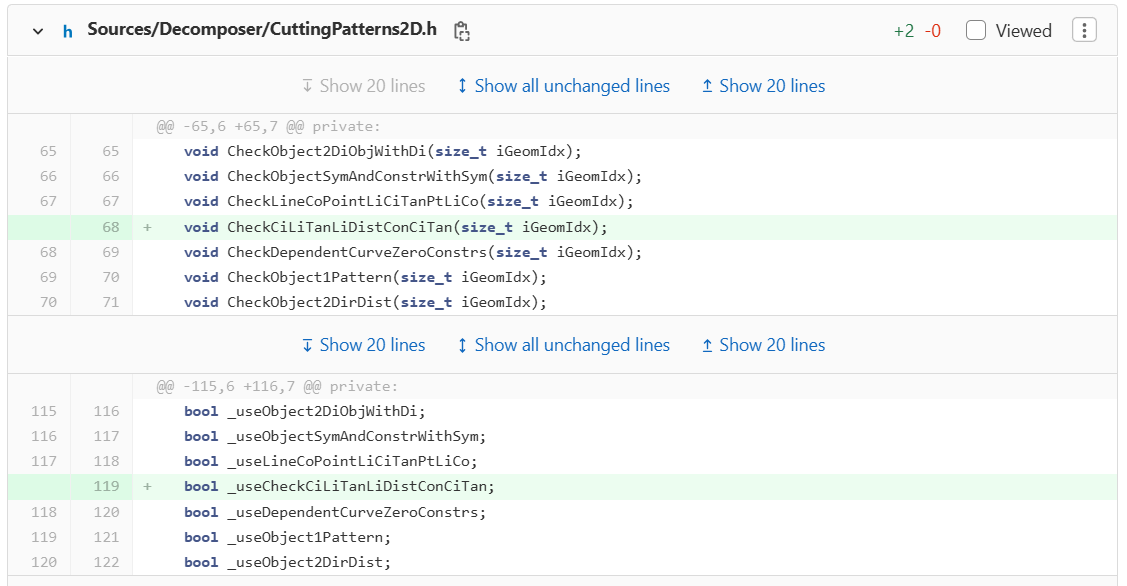 h Sources/Decomposer/CuttingPatterns2D.h +2 -0 Viewed
Show 20 lines Show all unchanged lines Show 20 lines
@@ -65,6 +65,7 @@ private:
65 65 void CheckObject2DiObjWithDi(size_t iGeomIdx);
66 66 void CheckObjectSymAndConstrWithSym(size_t iGeomIdx);
67 67 void CheckLineCoPointLiCiTanPtLiCo(size_t iGeomIdx);
68 + void CheckCiLiTanLiDistConCiTan(size_t iGeomIdx);
68 69 void CheckDependentCurveZeroConstrs(size_t iGeomIdx);
69 70 void CheckObject1Pattern(size_t iGeomIdx);
70 71 void CheckObject2DirDist(size_t iGeomIdx);
Show 20 lines Show all unchanged lines Show 20 lines
@@ -115,6 +116,7 @@ private:
115 116 bool _useObject2DiObjWithDi;
116 117 bool _useObjectSymAndConstrWithSym;
117 118 bool _useLineCoPointLiCiTanPtLiCo;
119 + bool _useCheckCiLiTanLiDistConCiTan;
118 120 bool _useDependentCurveZeroConstrs;
119 121 bool _useObject1Pattern;
120 122 bool _useObject2DirDist;